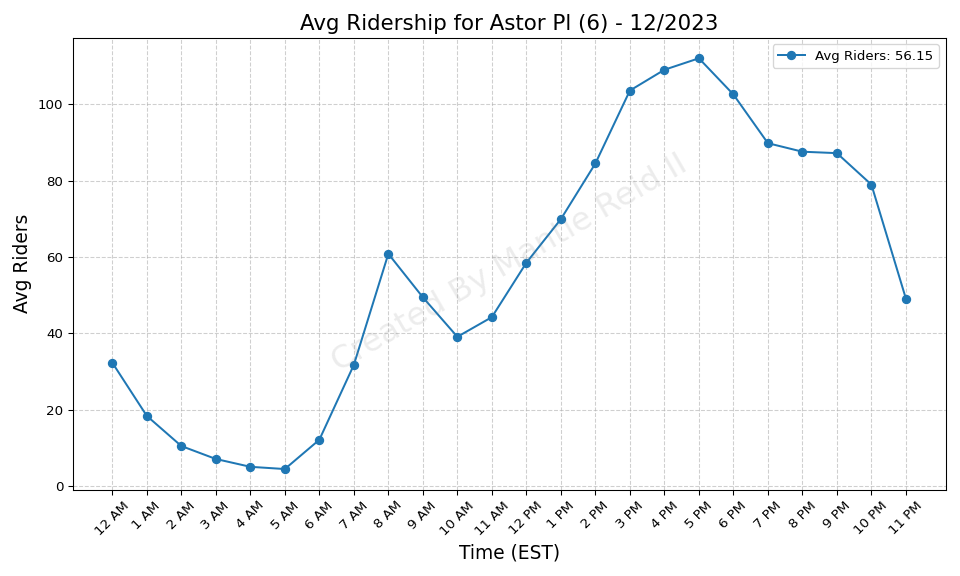 Avg Ridership for Astor Pl (6) - 12/2023
Avg Riders: 56.15
Avg Riders
100
80
60
40
20
0
Created By Mantle Reid II
12 AM
1 AM
2 AM
3 AM
4 AM
5 AM
6 AM
7 AM
8 AM
9 AM
10 AM
11 AM
12 PM
1 PM
2 PM
3 PM
4 PM
5 PM
6 PM
7 PM
8 PM
9 PM
10 PM
11 PM
Time (EST)